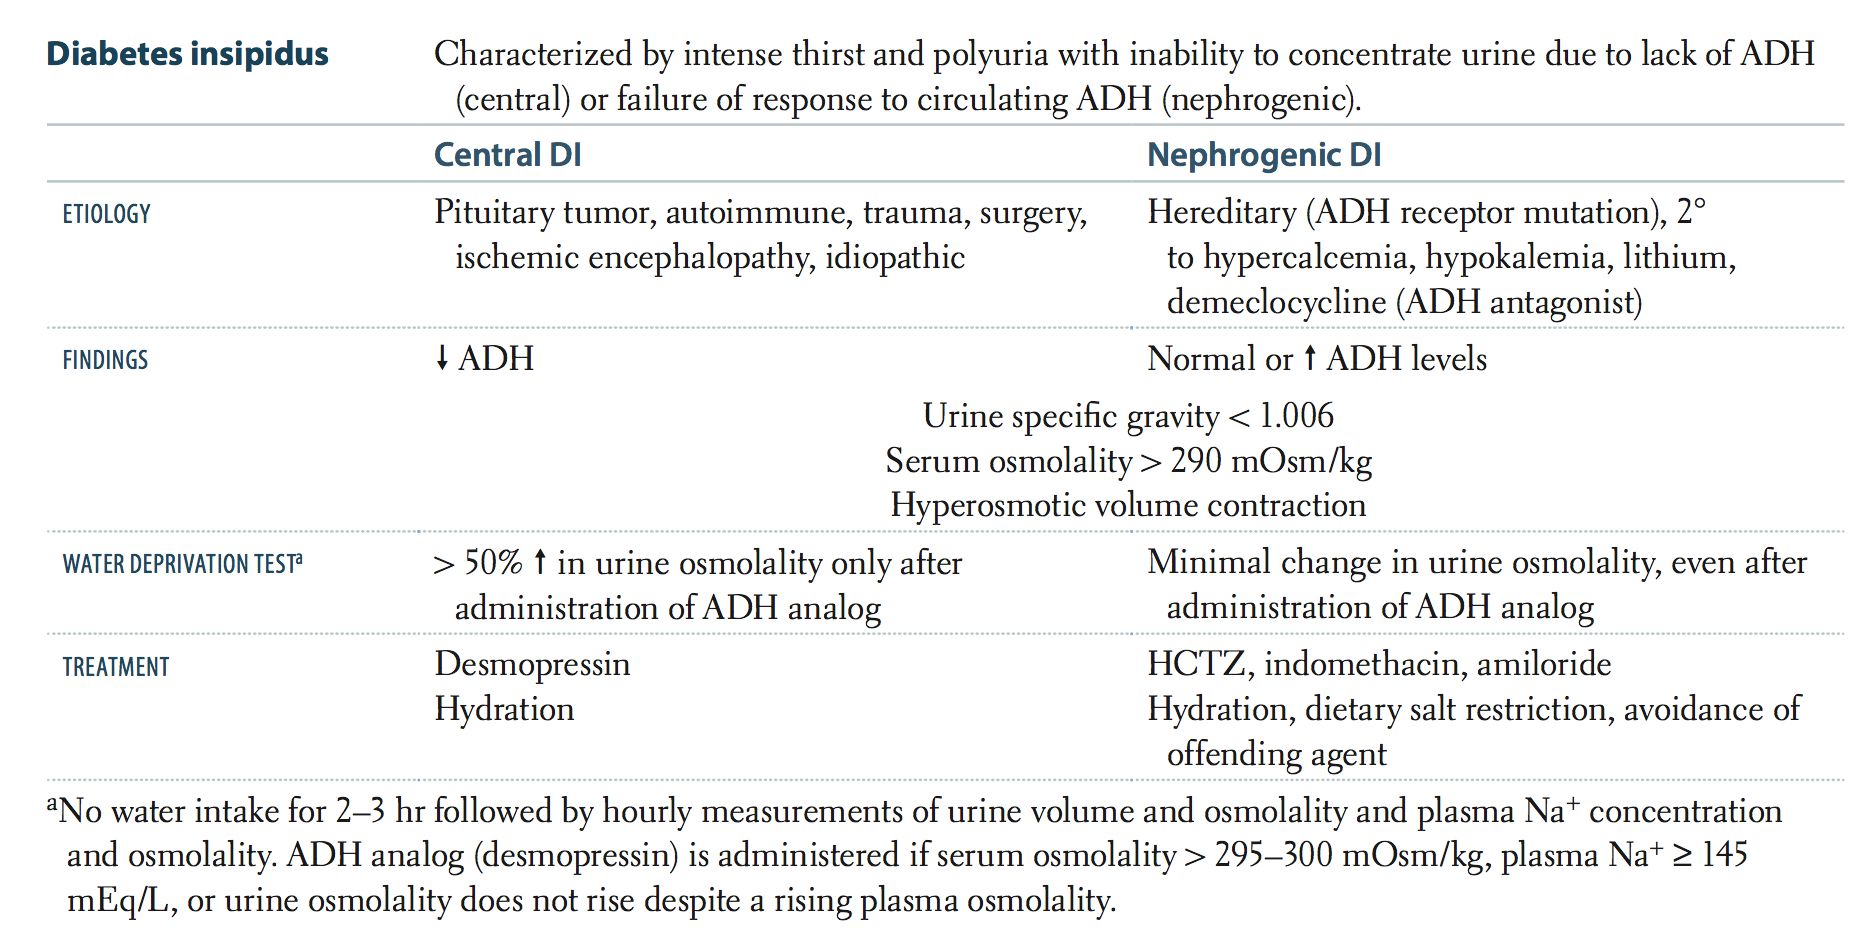 Diabetes insipidus
Characterized by intense thirst and polyuria with inability to concentrate urine due to lack of ADH
(central) or failure of response to circulating ADH (nephrogenic).
Central DI
Nephrogenic DI
ETIOLOGY
Pituitary tumor, autoimmune, trauma, surgery,
ischemic encephalopathy, idiopathic
Hereditary (ADH receptor mutation), 2°
to hypercalcemia, hypokalemia, lithium,
demeclocycline (ADH antagonist)
FINDINGS
↓ ADH
Normal or ↑ ADH levels
Urine specific gravity < 1.006
Serum osmolality > 290 mOsm/kg
Hyperosmotic volume contraction
WATER DEPRIVATION TESTᵃ
> 50% ↑ in urine osmolality only after
administration of ADH analog
Minimal change in urine osmolality, even after
administration of ADH analog
TREATMENT
Desmopressin
Hydration
HCTZ, indomethacin, amiloride
Hydration, dietary salt restriction, avoidance of
offending agent
ᵃNo water intake for 2–3 hr followed by hourly measurements of urine volume and osmolality and plasma Na⁺ concentration
and osmolality. ADH analog (desmopressin) is administered if serum osmolality > 295–300 mOsm/kg, plasma Na⁺ ≥ 145
mEq/L, or urine osmolality does not rise despite a rising plasma osmolality.